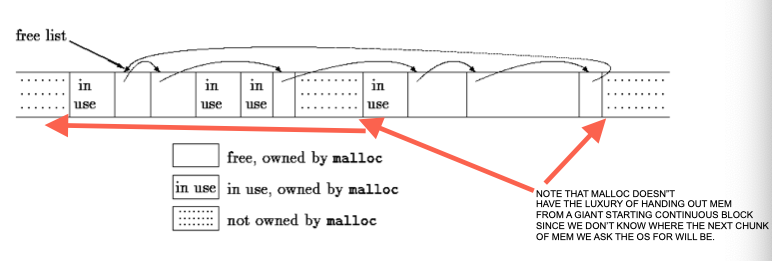 free list
in
use
in
use
in
use
in
use
free, owned by malloc
in use in use, owned by malloc
not owned by malloc
NOTE THAT MALLOC DOESN"T
HAVE THE LUXURY OF HANDING OUT MEM
FROM A GIANT STARTING CONTINUOUS BLOCK
SINCE WE DON'T KNOW WHERE THE NEXT CHUNK
OF MEM WE ASK THE OS FOR WILL BE.